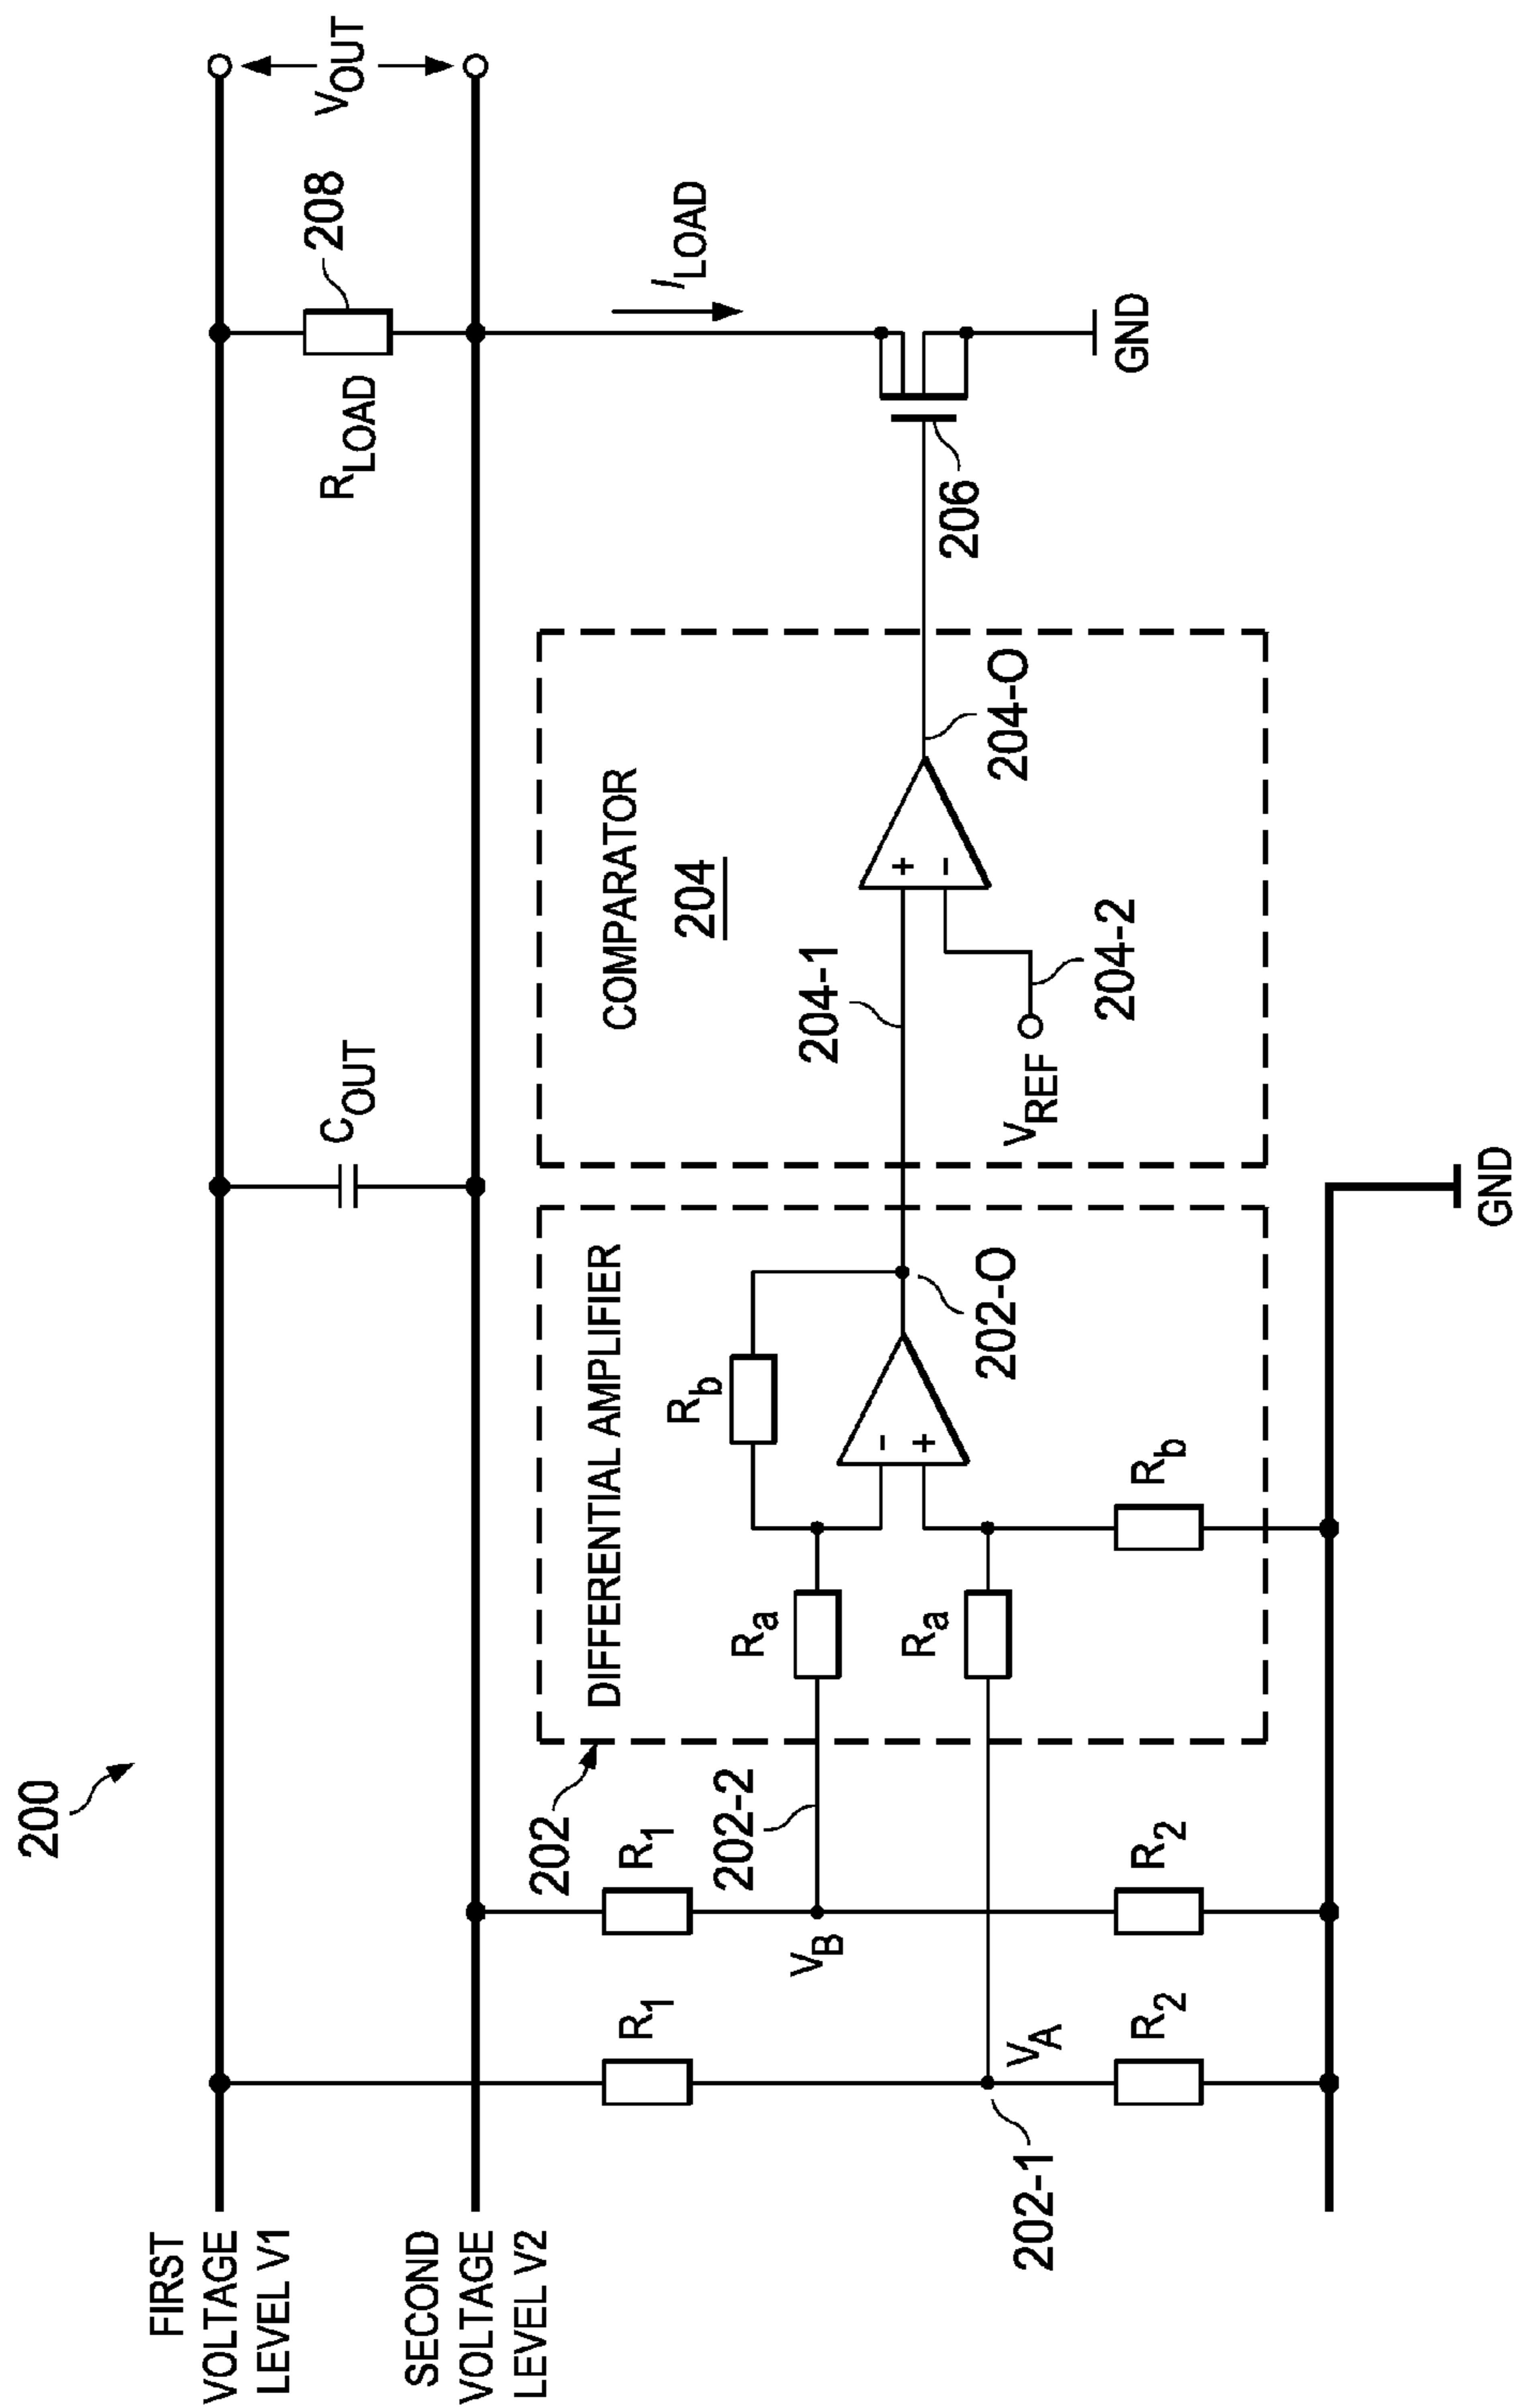 200
FIRST
VOLTAGE
LEVEL V1
SECOND
VOLTAGE
LEVEL V2
C_OUT
R_LOAD
208
V_OUT
I_LOAD
202
DIFFERENTIAL AMPLIFIER
COMPARATOR
204
R_1
R_1
202-2
R_a
R_b
V_B
R_a
-
+
202-O
204-1
+
-
V_REF
204-2
204-O
206
GND
V_A
202-1
R_2
R_2
R_b
GND